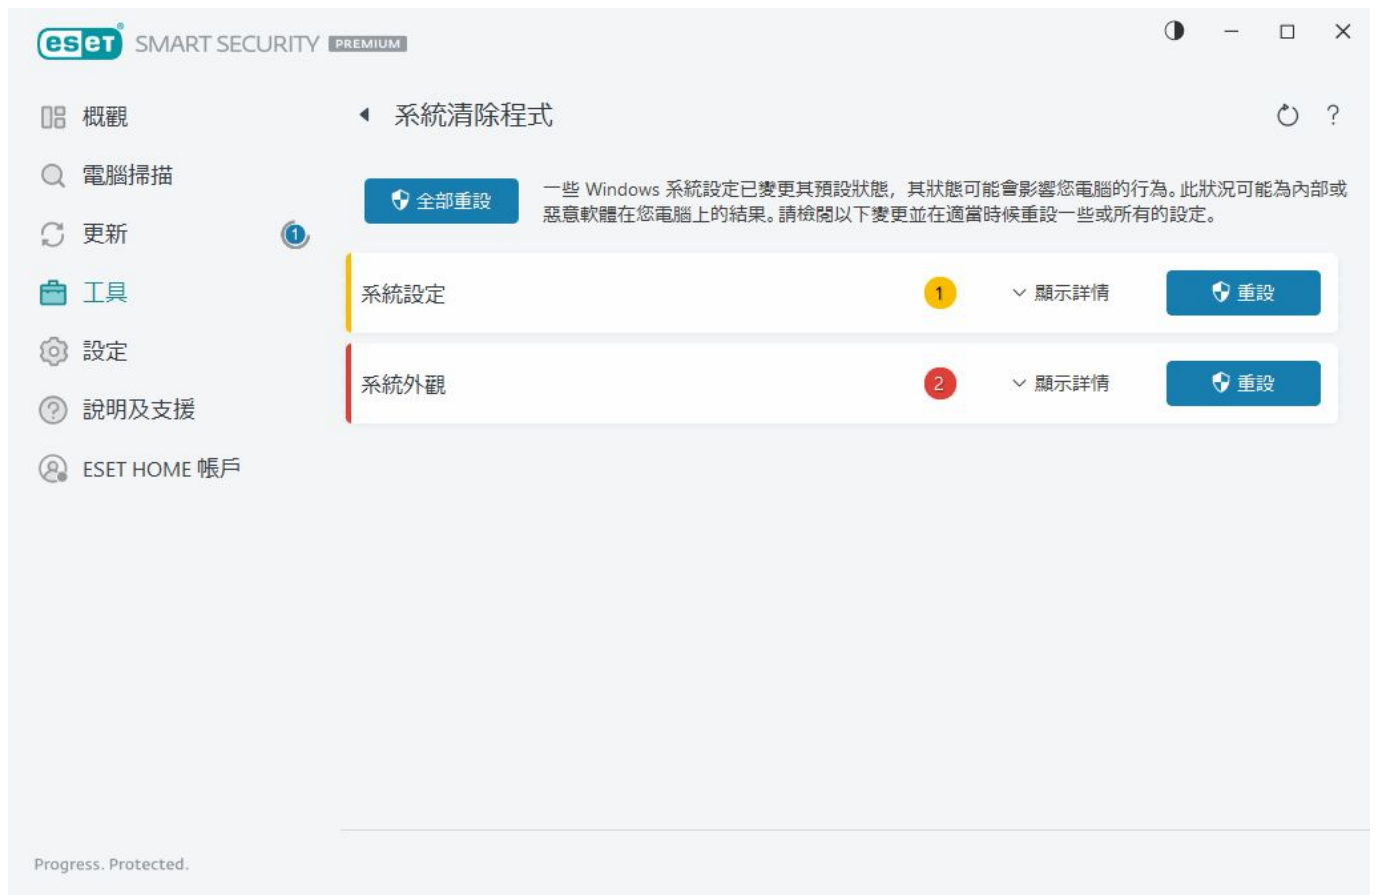 eset® SMART SECURITY PREMIUM
概觀
電腦掃描
更新 1
工具
設定
說明及支援
ESET HOME 帳戶
系統清除程式 ?
全部重設
一些 Windows 系統設定已變更其預設狀態，其狀態可能會影響您電腦的行為。此狀況可能為內部或
惡意軟體在您電腦上的結果。請檢閱以下變更並在適當時候重設一些或所有的設定。
系統設定 1 顯示詳情 重設
系統外觀 2 顯示詳情 重設
Progress. Protected.